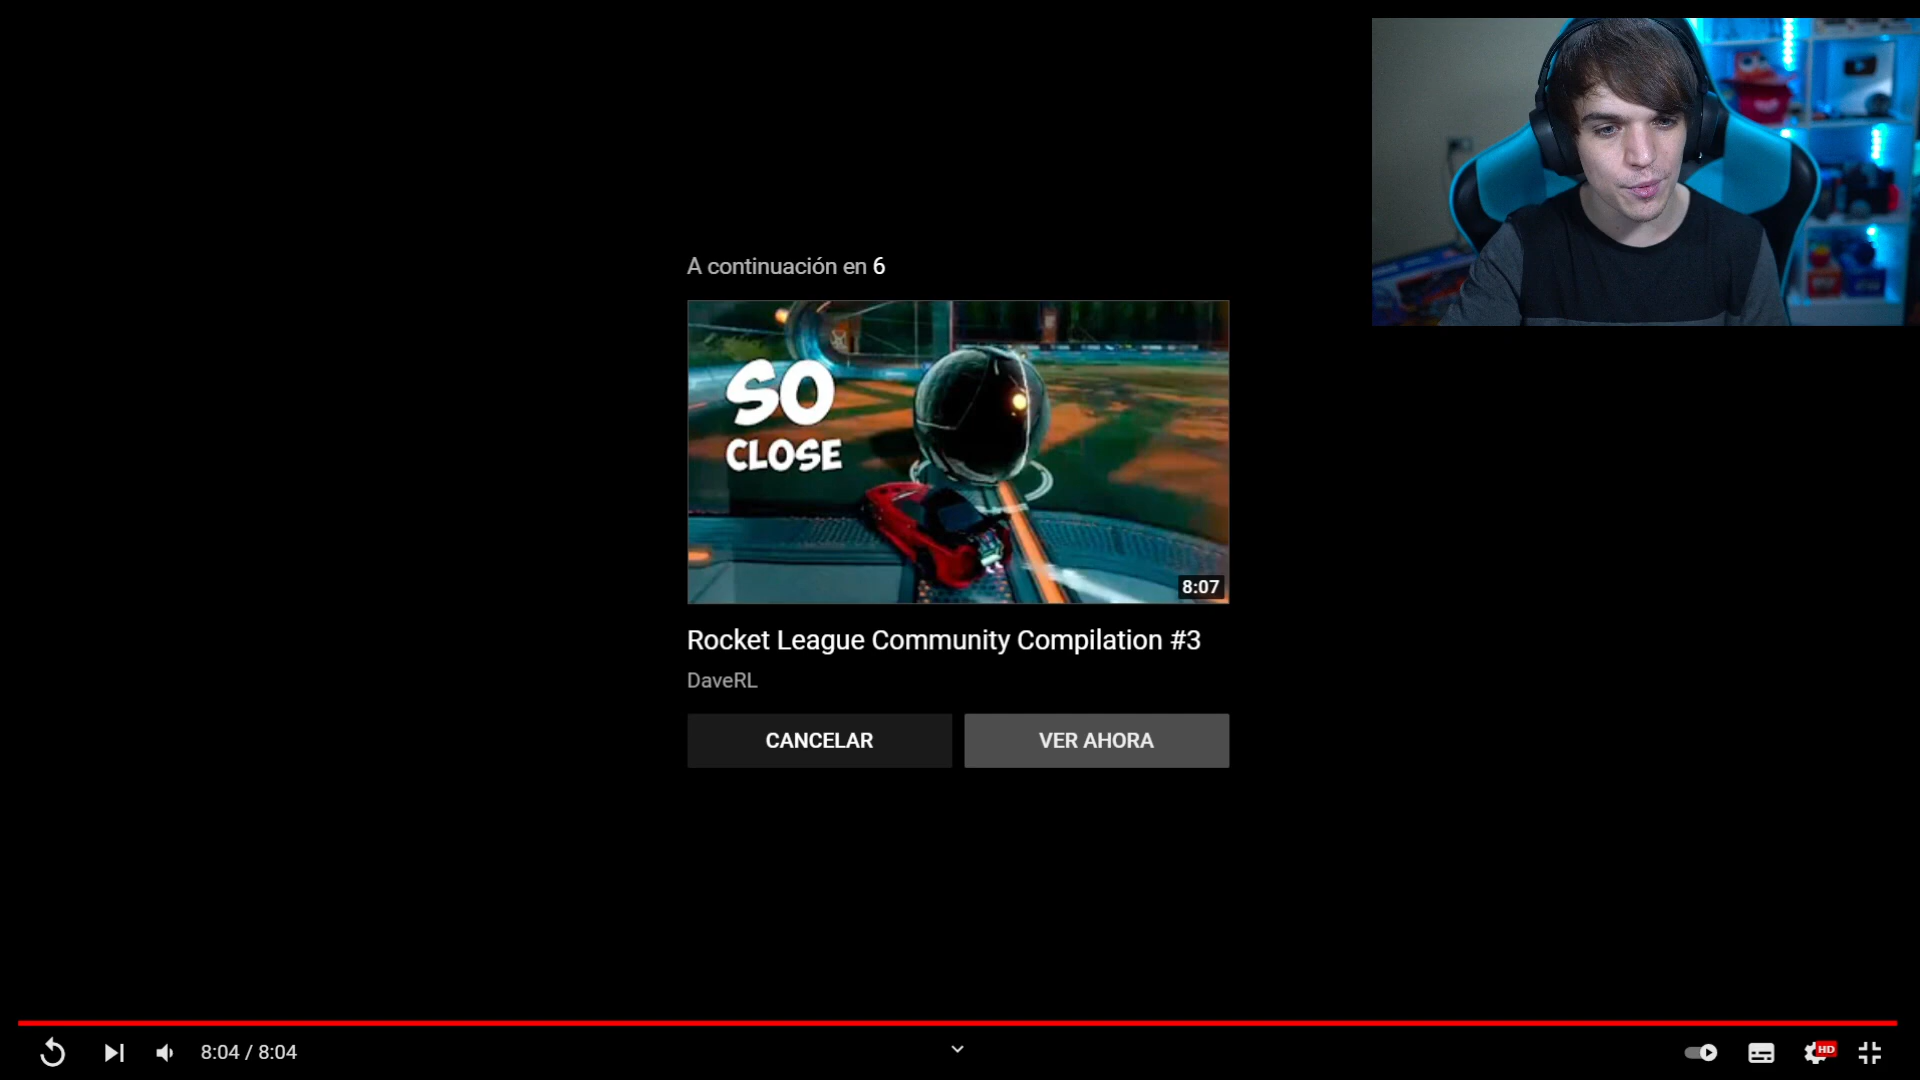 A continuación en 6
SO
CLOSE
8:07
Rocket League Community Compilation #3
DaveRL
CANCELAR
VER AHORA
8:04 / 8:04
HD